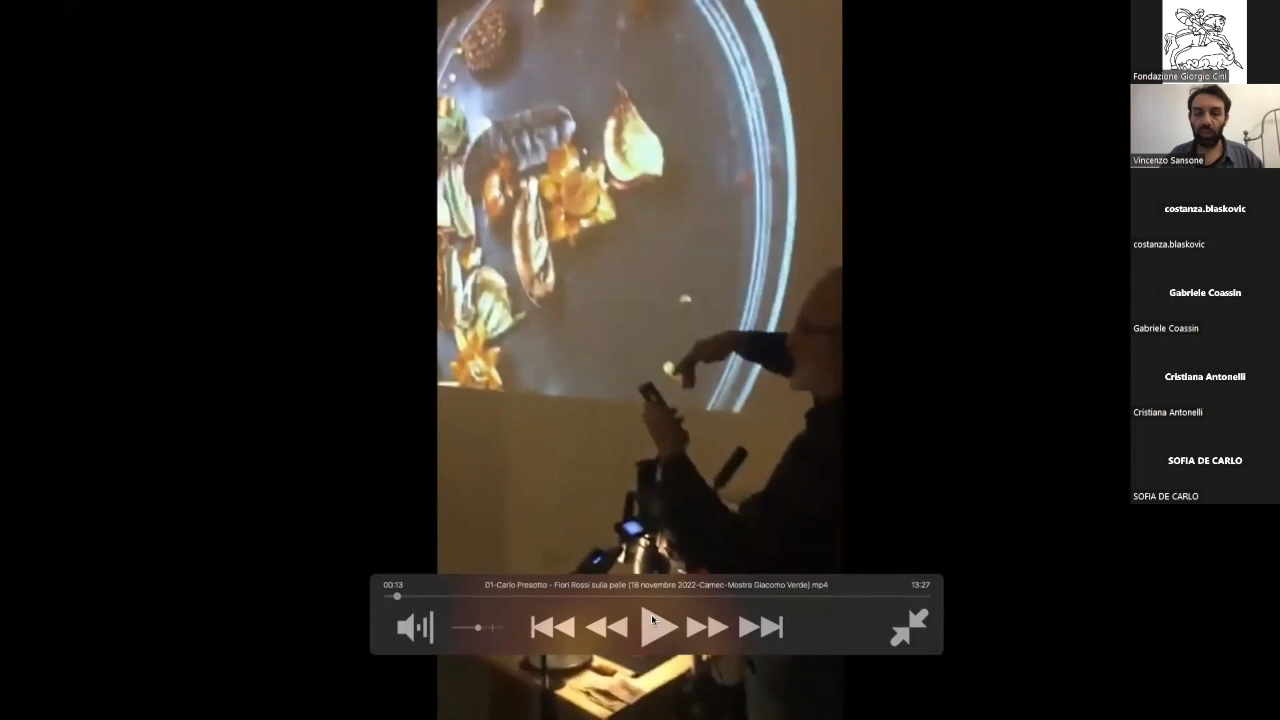 Fondazione Giorgio Cini
Vincenzo Sansone
costanza.blaskovic
costanza.blaskovic
Gabriele Coassin
Gabriele Coassin
Cristiana Antonelli
Cristiana Antonelli
SOFIA DE CARLO
SOFIA DE CARLO
00:13
01-Carlo Presotto - Fiori Rossi sulla pelle (18 novembre 2022-Camec-Mostra Giacomo Verde).mp4
13:27